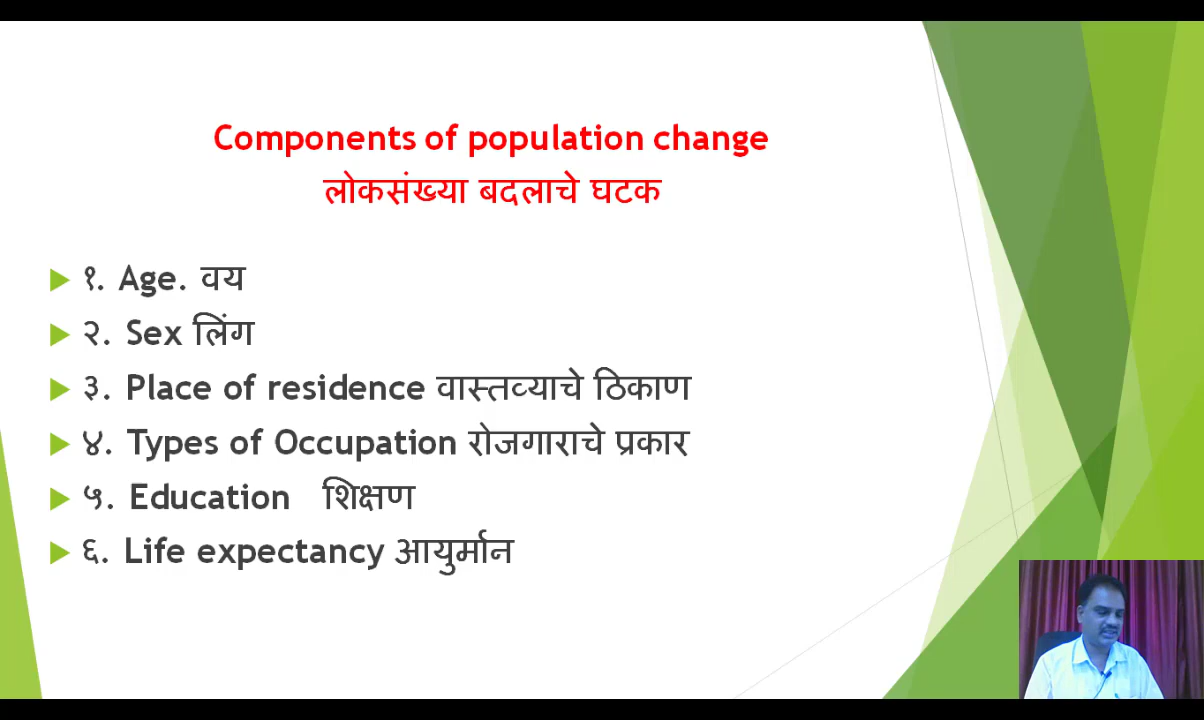 Components of population change
लोकसंख्या बदलाचे घटक
१. Age. वय
२. Sex लिंग
३. Place of residence वास्तव्याचे ठिकाण
४. Types of Occupation रोजगाराचे प्रकार
५. Education शिक्षण
६. Life expectancy आयुर्मान